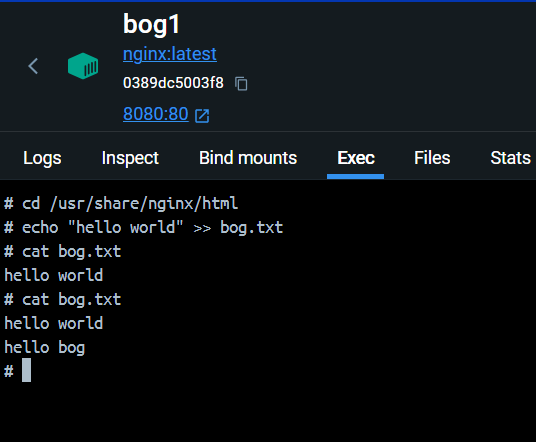 bog1
nginx:latest
0389dc5003f8
8080:80
Logs Inspect Bind mounts Exec Files Stats
# cd /usr/share/nginx/html
# echo "hello world" >> bog.txt
# cat bog.txt
hello world
# cat bog.txt
hello world
hello bog
#